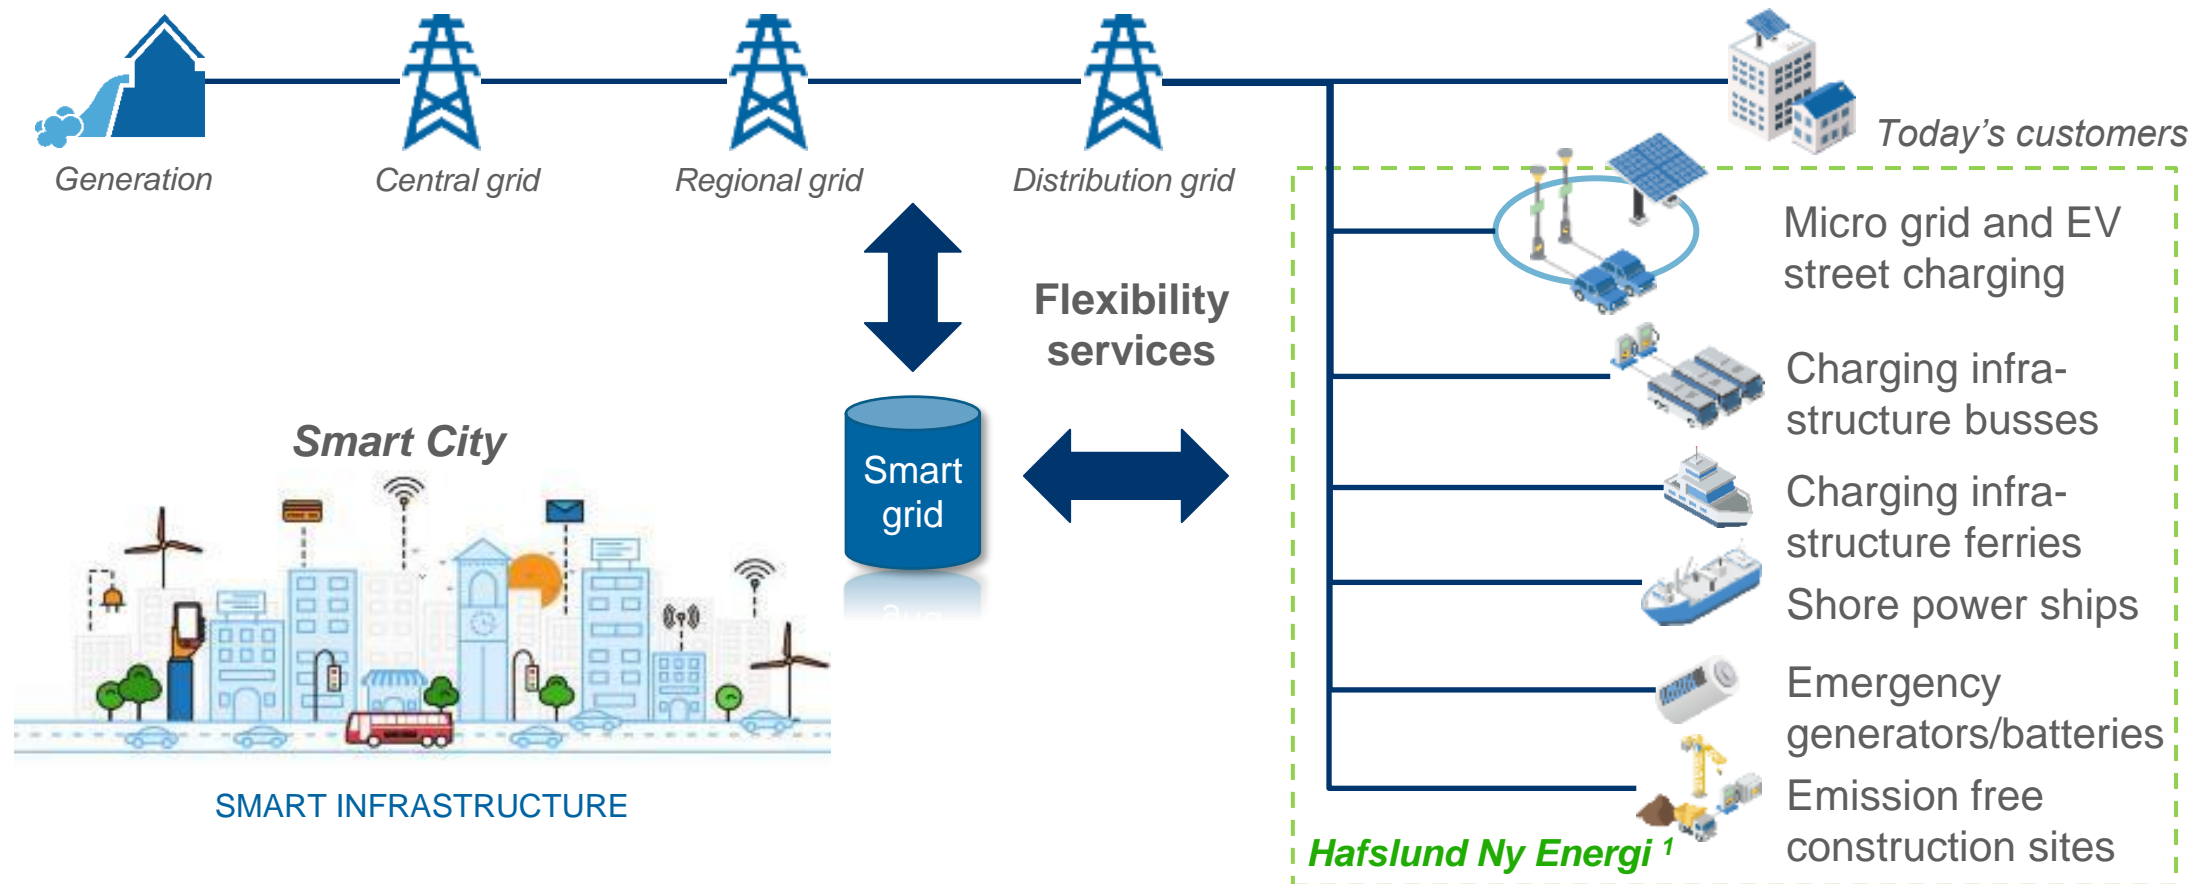 Generation
Central grid
Regional grid
Distribution grid
Today's customers
Micro grid and EV
street charging
Flexibility
services
Charging infra-
structure busses
Smart City
Smart
grid
Charging infra-
structure ferries
Shore power ships
Emergency
generators/batteries
SMART INFRASTRUCTURE
Emission free
construction sites
Hafslund Ny Energi 1